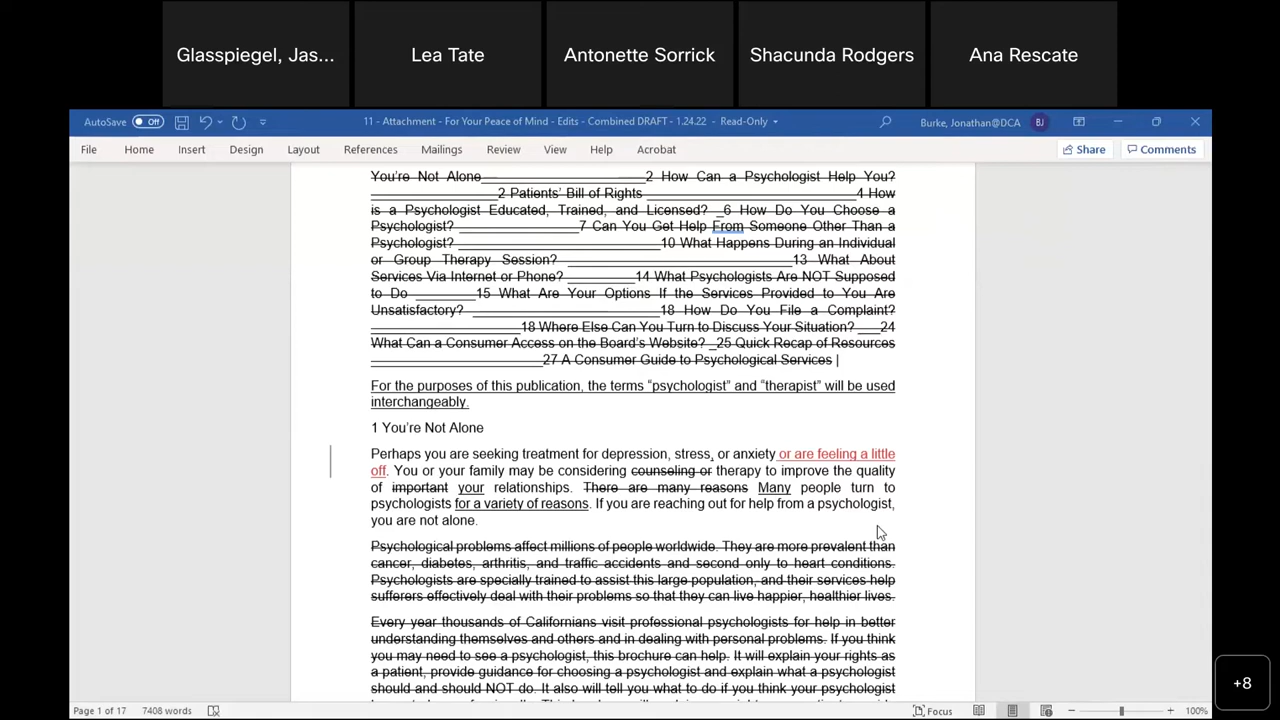 Glasspiegel, Jas...
Lea Tate
Antonette Sorrick
Shacunda Rodgers
Ana Rescate
AutoSave Off
11 - Attachment - For Your Peace of Mind - Edits - Combined DRAFT - 1.24.22 - Read-Only
Burke, Jonathan@DCA BJ
File Home Insert Design Layout References Mailings Review View Help Acrobat Share Comments
You're Not Alone______________________2 How Can a Psychologist Help You?
_________________2 Patients' Bill of Rights ____________________________4 How
is a Psychologist Educated, Trained, and Licensed? _6 How Do You Choose a
Psychologist? ________________7 Can You Get Help From Someone Other Than a
Psychologist? ___________________________10 What Happens During an Individual
or Group Therapy Session? _____________________________13 What About
Services Via Internet or Phone? _________14 What Psychologists Are NOT Supposed
to Do ________15 What Are Your Options If the Services Provided to You Are
Unsatisfactory? ________________________18 How Do You File a Complaint?
____________________18 Where Else Can You Turn to Discuss Your Situation? ___24
What Can a Consumer Access on the Board's Website? _25 Quick Recap of Resources
_______________________27 A Consumer Guide to Psychological Services
For the purposes of this publication, the terms “psychologist” and “therapist” will be used
interchangeably.
1 You're Not Alone
Perhaps you are seeking treatment for depression, stress, or anxiety or are feeling a little
off. You or your family may be considering counseling or therapy to improve the quality
of important your relationships. There are many reasons Many people turn to
psychologists for a variety of reasons. If you are reaching out for help from a psychologist,
you are not alone.
Psychological problems affect millions of people worldwide. They are more prevalent than
cancer, diabetes, arthritis, and traffic accidents and second only to heart conditions.
Psychologists are specially trained to assist this large population, and their services help
sufferers effectively deal with their problems so that they can live happier, healthier lives.
Every year thousands of Californians visit professional psychologists for help in better
understanding themselves and others and in dealing with personal problems. If you think
you may need to see a psychologist, this brochure can help. It will explain your rights as
a patient, provide guidance for choosing a psychologist and explain what a psychologist
should and should NOT do. It also will tell you what to do if you think your psychologist
+8
Page 1 of 17 7408 words Focus 100%